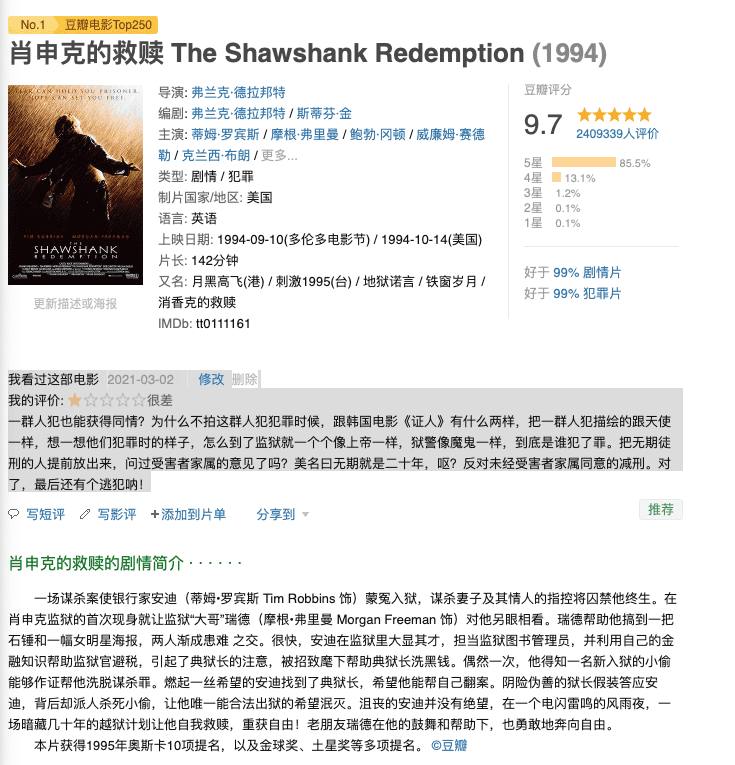 No.1 豆瓣电影Top250
肖申克的救赎 The Shawshank Redemption (1994)
FEAR CAN HOLD YOU PRISONER.
HOPE CAN SET YOU FREE.
TIM ROBBINS MORGAN FREEMAN
THE
SHAWSHANK
REDEMPTION
更新描述或海报
导演: 弗兰克·德拉邦特
编剧: 弗兰克·德拉邦特 / 斯蒂芬·金
主演: 蒂姆·罗宾斯 / 摩根·弗里曼 / 鲍勃·冈顿 / 威廉姆·赛德
勒 / 克兰西·布朗 / 更多...
类型: 剧情 / 犯罪
制片国家/地区: 美国
语言: 英语
上映日期: 1994-09-10(多伦多电影节) / 1994-10-14(美国)
片长: 142分钟
又名: 月黑高飞(港) / 刺激1995(台) / 地狱诺言 / 铁窗岁月 /
消香克的救赎
IMDb: tt0111161
豆瓣评分
9.7
2409339人评价
5星 85.5%
4星 13.1%
3星 1.2%
2星 0.1%
1星 0.1%
好于 99% 剧情片
好于 99% 犯罪片
我看过这部电影 2021-03-02 修改 删除
我的评价: ★☆☆☆☆很差
一群人犯也能获得同情？为什么不拍这群人犯犯罪时候，跟韩国电影《证人》有什么两样，把一群人犯描绘的跟天使
一样，想一想他们犯罪时的样子，怎么到了监狱就一个个像上帝一样，狱警像魔鬼一样，到底是谁犯了罪。把无期徒
刑的人提前放出来，问过受害者家属的意见了吗？美名曰无期就是二十年，呕？反对未经受害者家属同意的减刑。对
了，最后还有个逃犯呐！
写短评 写影评 +添加到片单 分享到
推荐
肖申克的救赎的剧情简介 · · · · · ·
一场谋杀案使银行家安迪（蒂姆•罗宾斯 Tim Robbins 饰）蒙冤入狱，谋杀妻子及其情人的指控将囚禁他终生。在
肖申克监狱的首次现身就让监狱“大哥”瑞德（摩根•弗里曼 Morgan Freeman 饰）对他另眼相看。瑞德帮助他搞到一把
石锤和一幅女明星海报，两人渐成患难 之交。很快，安迪在监狱里大显其才，担当监狱图书管理员，并利用自己的金
融知识帮助监狱官避税，引起了典狱长的注意，被招致麾下帮助典狱长洗黑钱。偶然一次，他得知一名新入狱的小偷
能够作证帮他洗脱谋杀罪。燃起一丝希望的安迪找到了典狱长，希望他能帮自己翻案。阴险伪善的狱长假装答应安
迪，背后却派人杀死小偷，让他唯一能合法出狱的希望泯灭。沮丧的安迪并没有绝望，在一个电闪雷鸣的风雨夜，一
场暗藏几十年的越狱计划让他自我救赎，重获自由！老朋友瑞德在他的鼓舞和帮助下，也勇敢地奔向自由。
本片获得1995年奥斯卡10项提名，以及金球奖、土星奖等多项提名。 ©豆瓣